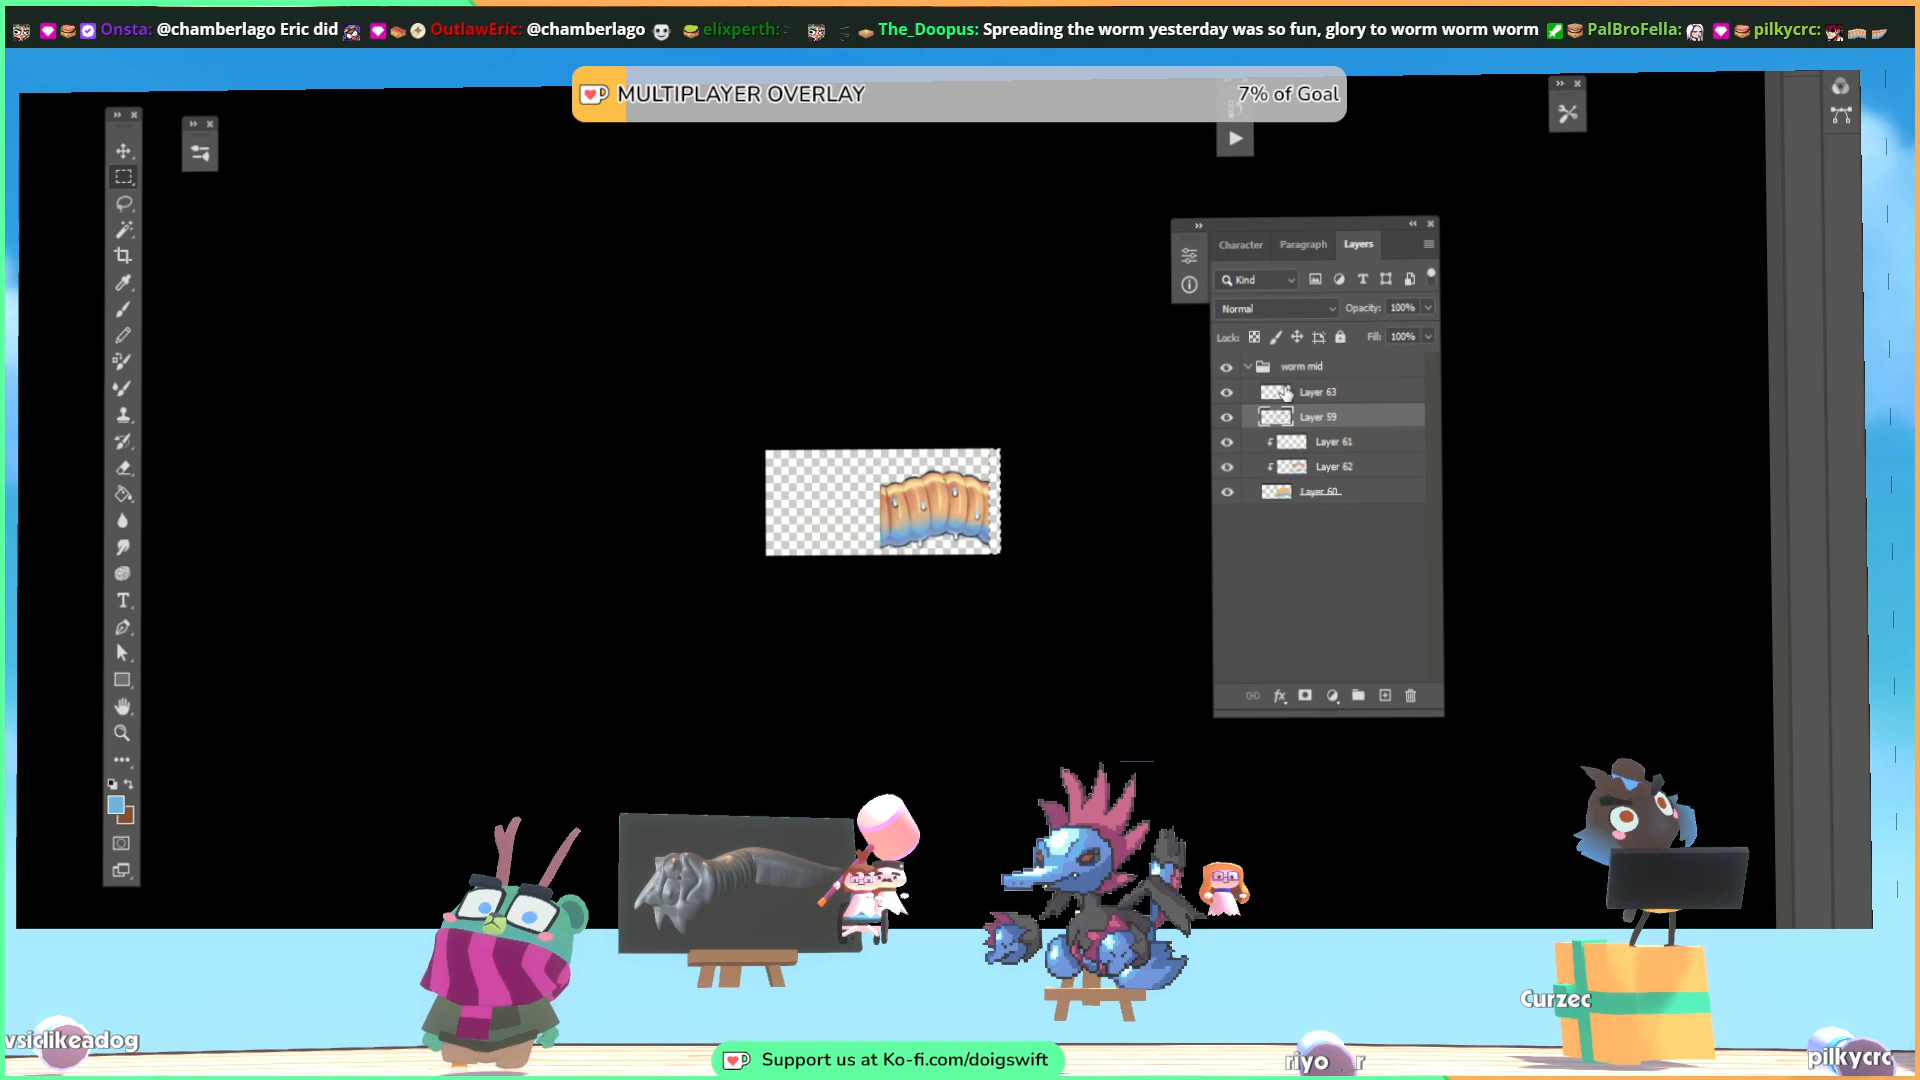 Onsta: @chamberlago Eric did OutlawEric: @chamberlago elixperth: The_Doopus: Spreading the worm yesterday was so fun, glory to worm worm worm PalBroFella: pilkycrc:
MULTIPLAYER OVERLAY 7% of Goal
Character Paragraph Layers
Kind
Normal Opacity: 100%
Lock: Fill: 100%
worm mid
Layer 63
Layer 59
Layer 61
Layer 62
Layer 60
fx
Curzec
vsiclikeadog
Support us at Ko-fi.com/doigswift
riyo r
pilkycrc